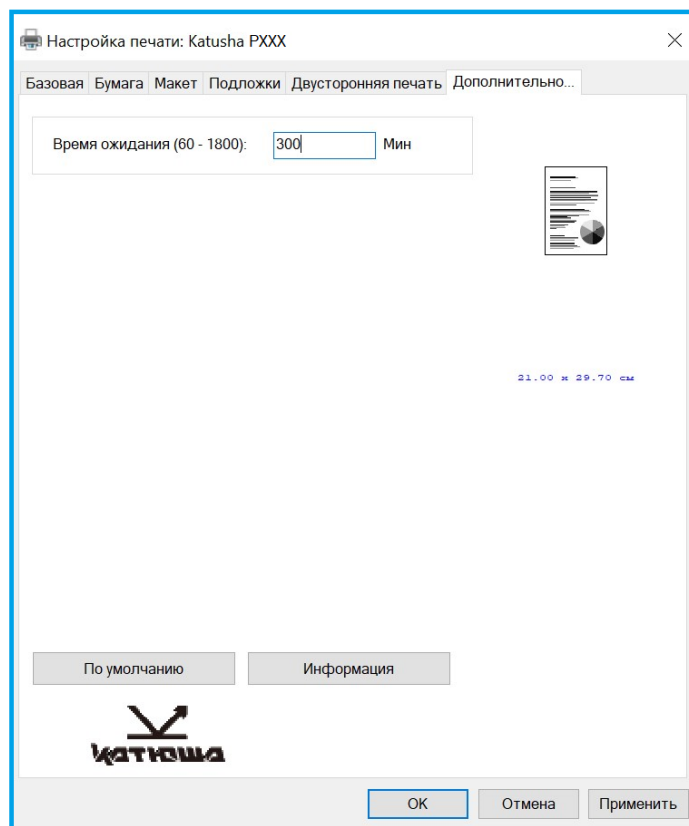 Настройка печати: Katusha PXXX
Базовая Бумага Макет Подложки Двусторонняя печать Дополнительно...
Время ожидания (60 - 1800): 300 Мин
21.00 x 29.70 см
По умолчанию Информация
катюша
OK Отмена Применить